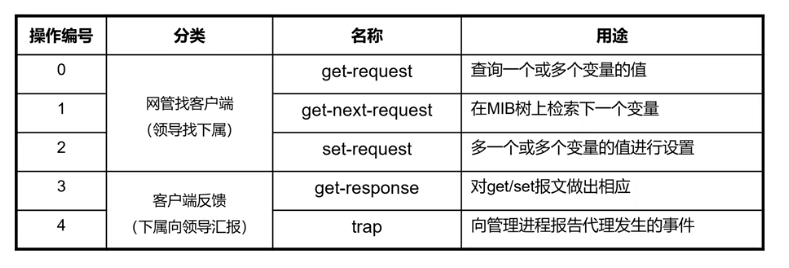 操作编号 分类 名称 用途
0 get-request 查询一个或多个变量的值
网管找客户端
（领导找下属）
1 get-next-request 在MIB树上检索下一个变量
2 set-request 多一个或多个变量的值进行设置
3 get-response 对get/set报文做出相应
客户端反馈
（下属向领导汇报）
4 trap 向管理进程报告代理发生的事件